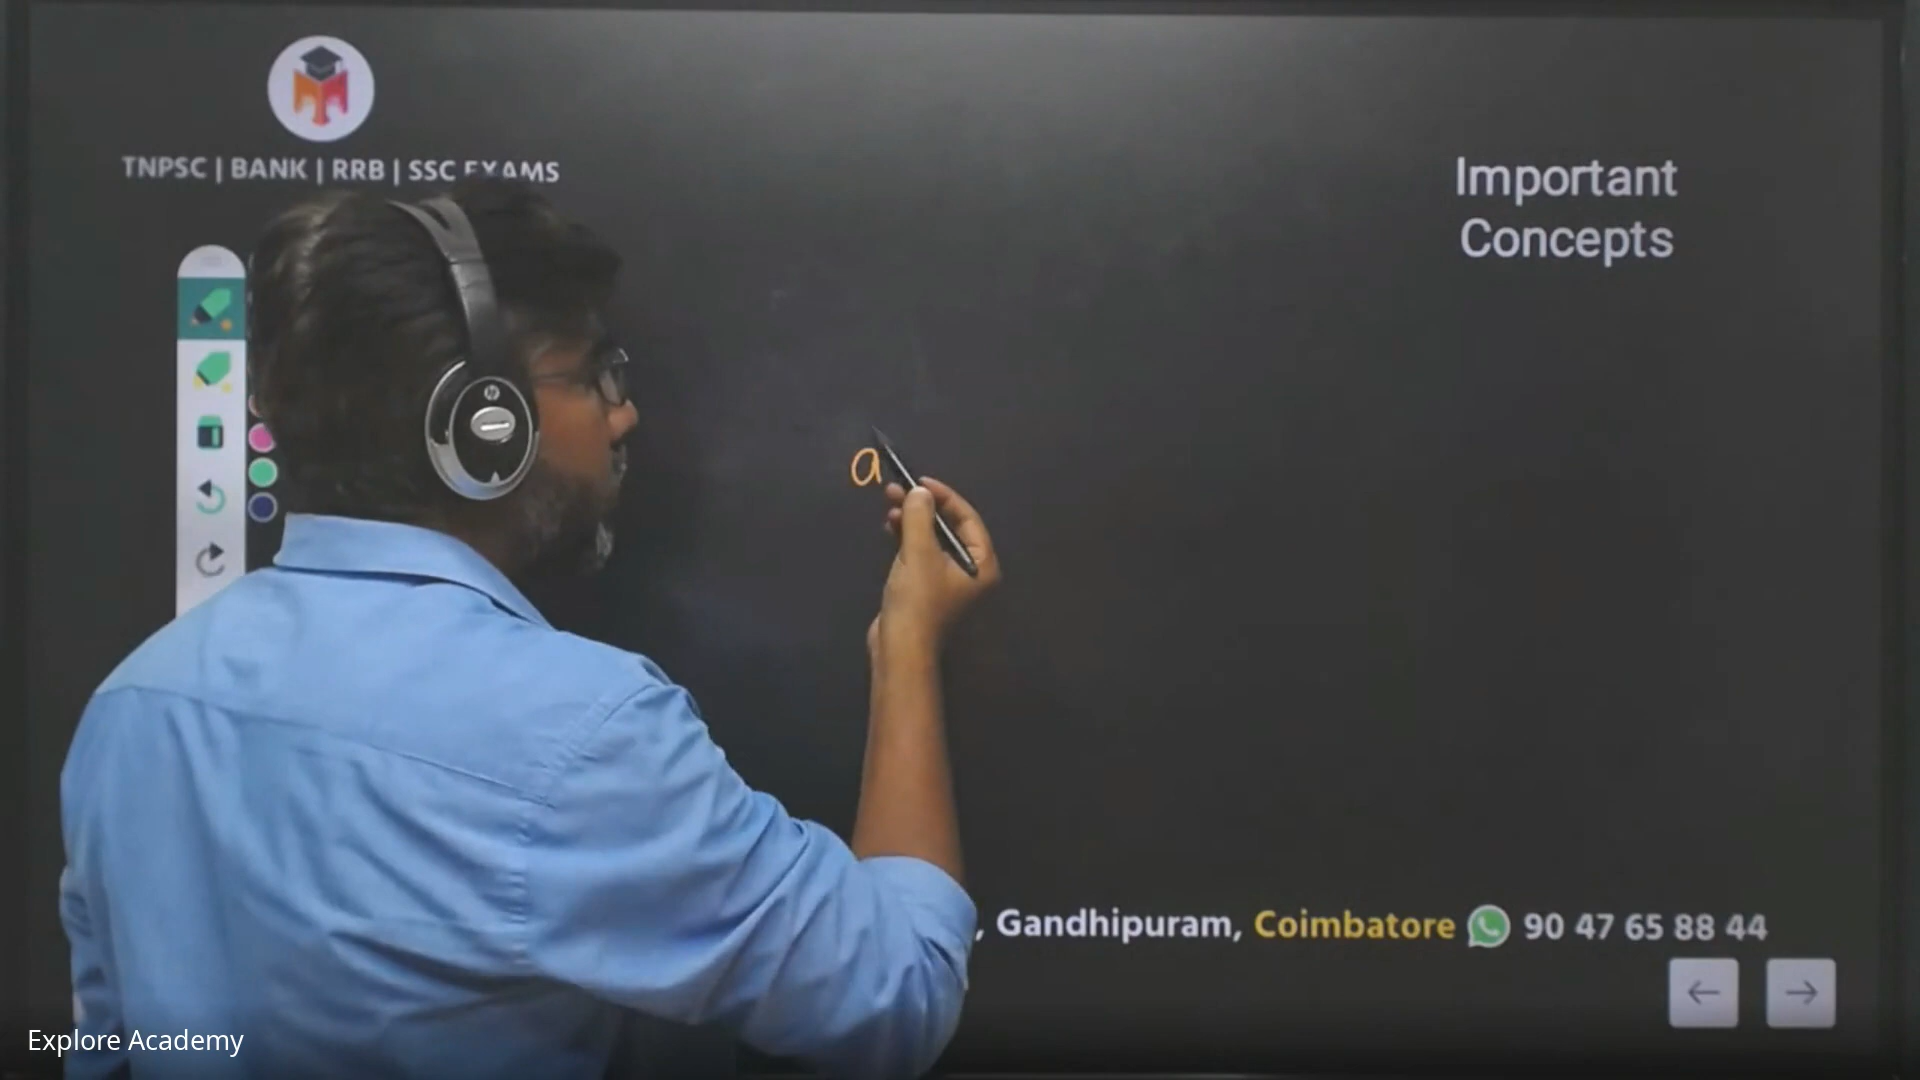 TNPSC | BANK | RRB | SSC EXAMS
Important
Concepts
a
, Gandhipuram, Coimbatore 90 47 65 88 44
Explore Academy